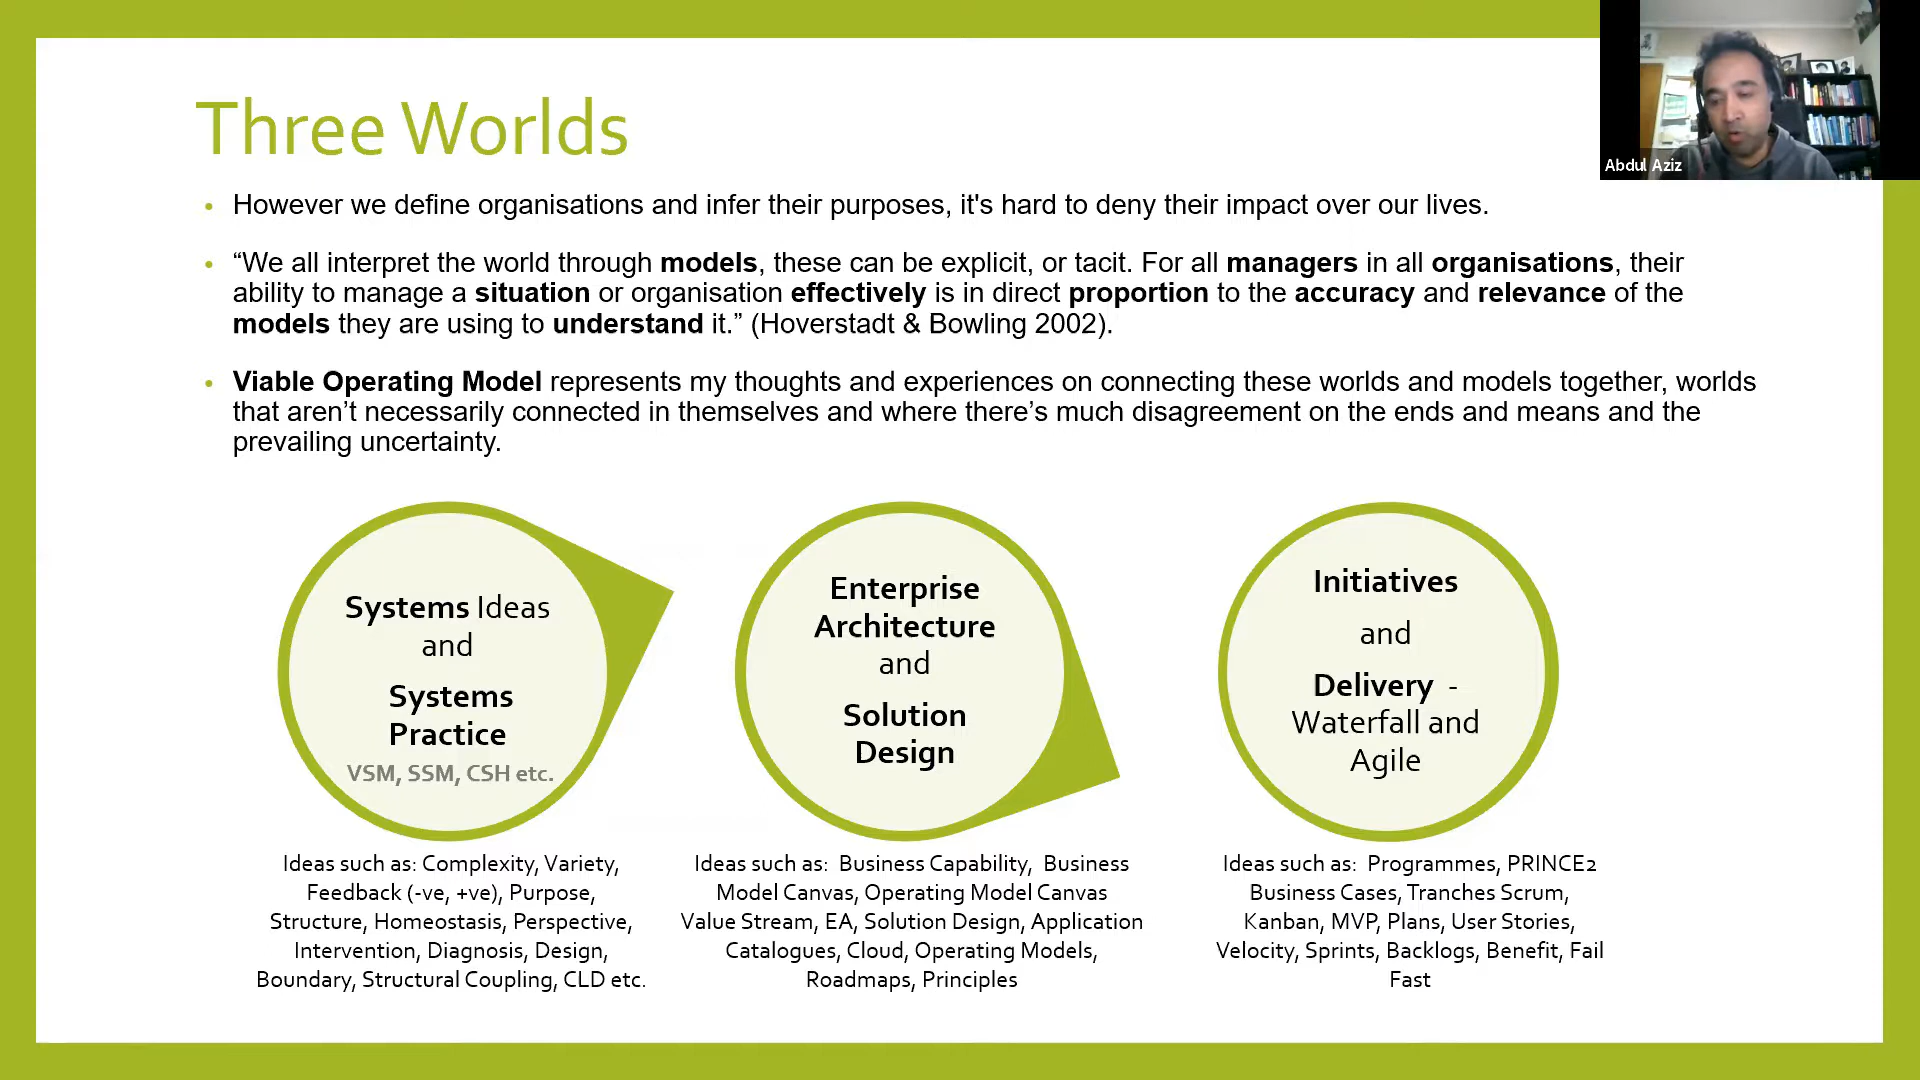 Three Worlds
Abdul Aziz
• However we define organisations and infer their purposes, it's hard to deny their impact over our lives.
• “We all interpret the world through models, these can be explicit, or tacit. For all managers in all organisations, their
ability to manage a situation or organisation effectively is in direct proportion to the accuracy and relevance of the
models they are using to understand it.” (Hoverstadt & Bowling 2002).
• Viable Operating Model represents my thoughts and experiences on connecting these worlds and models together, worlds
that aren’t necessarily connected in themselves and where there’s much disagreement on the ends and means and the
prevailing uncertainty.
Systems Ideas
and
Systems
Practice
VSM, SSM, CSH etc.
Ideas such as: Complexity, Variety,
Feedback (-ve, +ve), Purpose,
Structure, Homeostasis, Perspective,
Intervention, Diagnosis, Design,
Boundary, Structural Coupling, CLD etc.
Enterprise
Architecture
and
Solution
Design
Ideas such as: Business Capability, Business
Model Canvas, Operating Model Canvas
Value Stream, EA, Solution Design, Application
Catalogues, Cloud, Operating Models,
Roadmaps, Principles
Initiatives
and
Delivery -
Waterfall and
Agile
Ideas such as: Programmes, PRINCE2
Business Cases, Tranches Scrum,
Kanban, MVP, Plans, User Stories,
Velocity, Sprints, Backlogs, Benefit, Fail
Fast